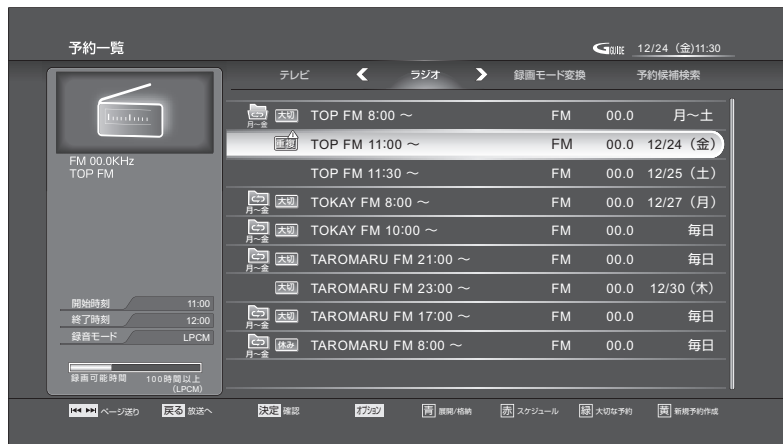 予約一覧
GGUIDE 12/24 (金)11:30
テレビ ラジオ 録画モード変換 予約候補検索
月〜金 大切 TOP FM 8:00 〜 FM 00.0 月〜土
重複 TOP FM 11:00 〜 FM 00.0 12/24 (金)
TOP FM 11:30 〜 FM 00.0 12/25 (土)
月〜金 大切 TOKAY FM 8:00 〜 FM 00.0 12/27 (月)
月〜金 大切 TOKAY FM 10:00 〜 FM 00.0 毎日
月〜金 大切 TAROMARU FM 21:00 〜 FM 00.0 毎日
大切 TAROMARU FM 23:00 〜 FM 00.0 12/30 (木)
月〜金 大切 TAROMARU FM 17:00 〜 FM 00.0 毎日
月〜金 休み TAROMARU FM 8:00 〜 FM 00.0 毎日
FM 00.0KHz
TOP FM
開始時刻 11:00
終了時刻 12:00
録音モード LPCM
録画可能時間 100時間以上
(LPCM)
ページ送り 戻る 放送へ 決定 確認 オプション 青 展開/格納 赤 スケジュール 緑 大切な予約 黄 新規予約作成